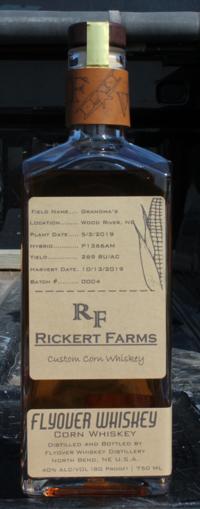 FIELD NAME.... GRANDMA'S
LOCATION........ WOOD RIVER, NE
PLANT DATE..... 5/3/2019
HYBRID............ P1366AM
YIELD............... 289 BU/AC
HARVEST DATE. 10/13/2019
BATCH #.......... 0004
RF
RICKERT FARMS
Custom Corn Whiskey
FLYOVER WHISKEY
CORN WHISKEY
DISTILLED AND BOTTLED BY
FLYOVER WHISKEY DISTILLERY
NORTH BEND, NE U.S.A.
40% ALC/VOL (80 PROOF) | 750 ML